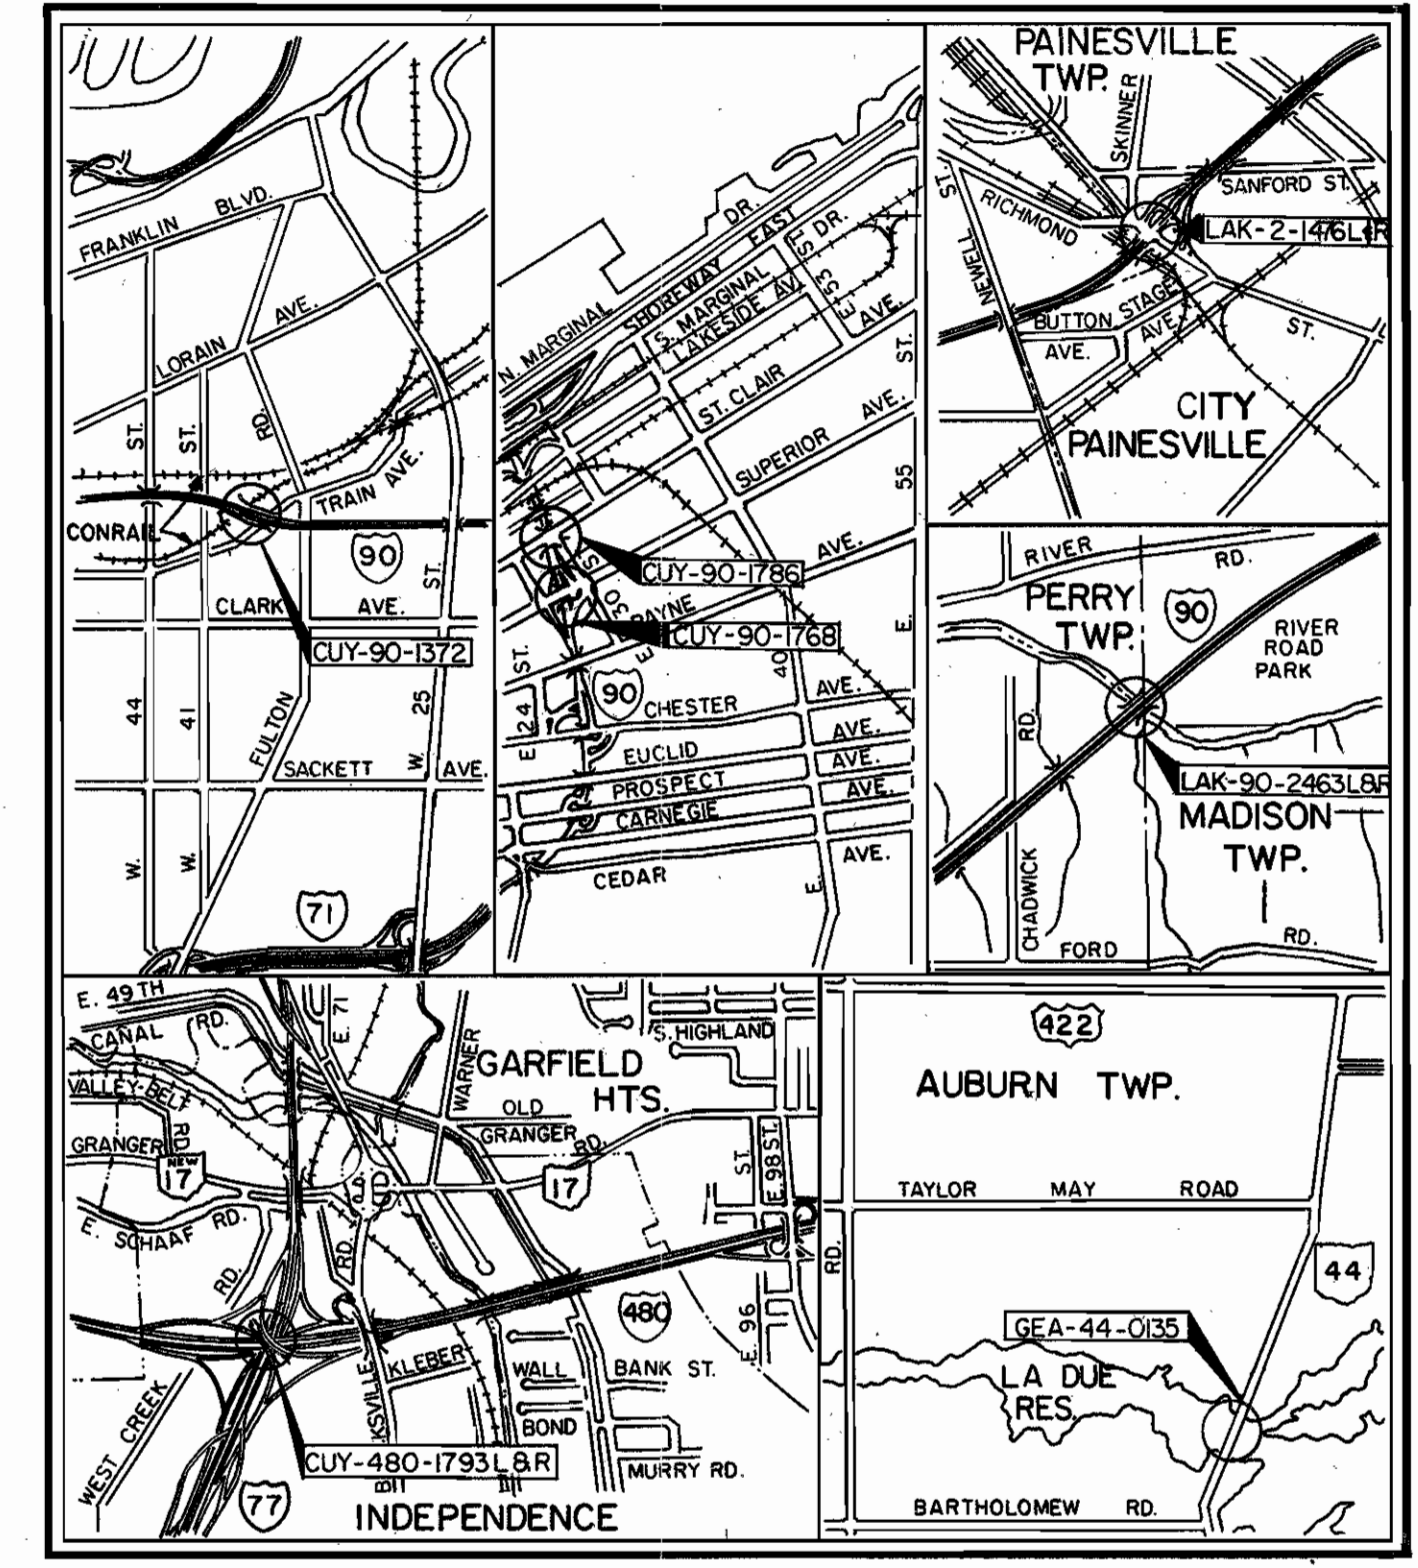 FRANKLIN BLVD.
LORAIN AVE.
ST.
ST.
RD.
TRAIN AVE.
CONRAIL
90
ST.
CLARK AVE.
CUY-90-1372
44
41
FULTON
25
W.
SACKETT AVE.
W.
W.
71
N. MARGINAL DR.
SHOREWAY EAST
S. MARGINAL DR.
LAKESIDE AV.
ST.
53
E.
ST. CLAIR AVE.
ST.
SUPERIOR AVE.
55
E.
CUY-90-1786
ST.
30
E
PAYNE AVE.
CUY-90-1768
ST.
24
E
40
90
CHESTER AVE.
EUCLID AVE.
PROSPECT AVE.
CARNEGIE AVE.
CEDAR AVE.
E.
PAINESVILLE
TWP.
SKINNER
SANFORD ST.
ST.
RICHMOND
NEWELL
LAK-2-1476L&R
BUTTON STAGE
AVE.
AVE.
ST.
CITY
PAINESVILLE
RIVER RD.
PERRY
TWP.
90
RIVER
ROAD
PARK
RD.
LAK-90-2463L&R
MADISON
TWP.
CHADWICK
FORD RD.
E. 49TH
CANAL RD.
E. 71
WARNER
S. HIGHLAND
GARFIELD
HTS.
VALLEY-BELT
RD
OLD
GRANGER
RD.
GRANGER
NEW
17
17
ST.
E. 98 ST.
E. SCHAAF RD.
RD.
RD.
480
E. 96
KLEBER
WALL
BANK ST.
BOND
WEST CREEK
CUY-480-1793 L&R
MURRY RD.
77
INDEPENDENCE
422
AUBURN TWP.
TAYLOR MAY ROAD
RD.
44
GEA-44-0135
LA DUE
RES.
BARTHOLOMEW RD.